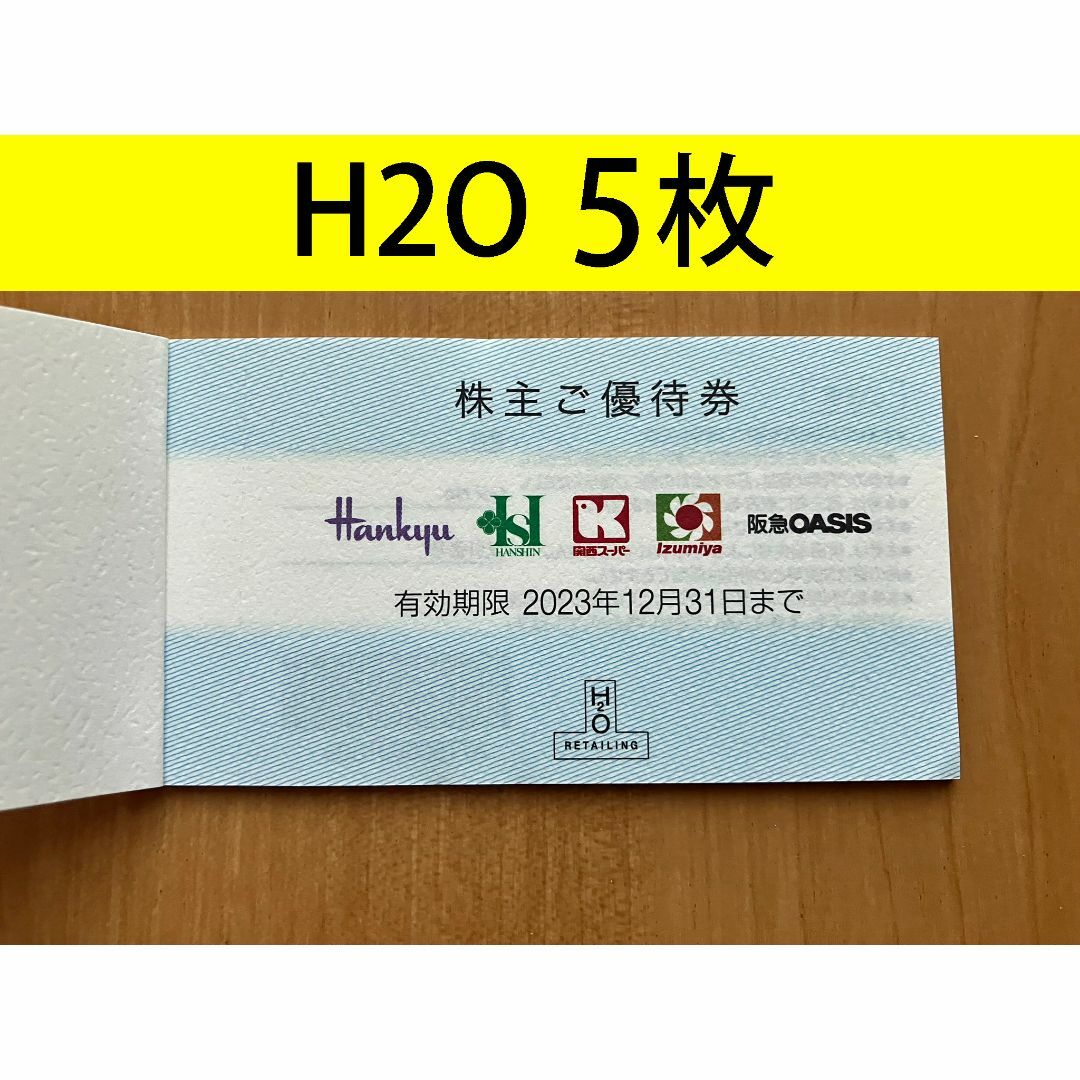 H2O 5枚
株主ご優待券
Hankyu HSH HANSHIN K 関西スーパー Izumiya 阪急OASIS
有効期限 2023年12月31日まで
H2O
RETAILING